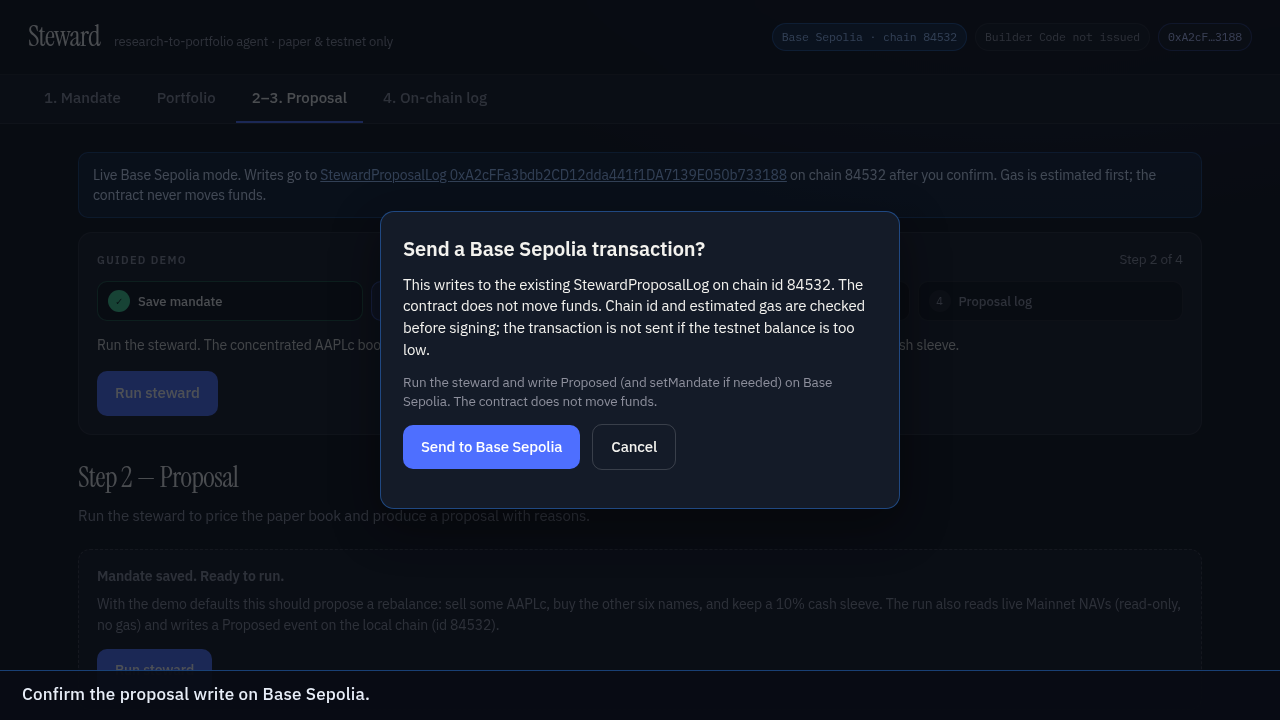 Steward research-to-portfolio agent · paper & testnet only Base Sepolia · chain 84532 Builder Code not issued 0xA2cF…3188
1. Mandate Portfolio 2–3. Proposal 4. On-chain log
Live Base Sepolia mode. Writes go to StewardProposalLog 0xA2cFFa3bdb2CD12dda441f1DA7139E050b733188 on chain 84532 after you confirm. Gas is estimated first; the
contract never moves funds.
GUIDED DEMO Step 2 of 4
✓ Save mandate 4 Proposal log
Run the steward. The concentrated AAPLc boo
sh sleeve.
Run steward
Send a Base Sepolia transaction?
This writes to the existing StewardProposalLog on chain id 84532. The
contract does not move funds. Chain id and estimated gas are checked
before signing; the transaction is not sent if the testnet balance is too
low.
Run the steward and write Proposed (and setMandate if needed) on Base
Sepolia. The contract does not move funds.
Send to Base Sepolia Cancel
Step 2 — Proposal
Run the steward to price the paper book and produce a proposal with reasons.
Mandate saved. Ready to run.
With the demo defaults this should propose a rebalance: sell some AAPLc, buy the other six names, and keep a 10% cash sleeve. The run also reads live Mainnet NAVs (read-only,
no gas) and writes a Proposed event on the local chain (id 84532).
Run steward
Confirm the proposal write on Base Sepolia.